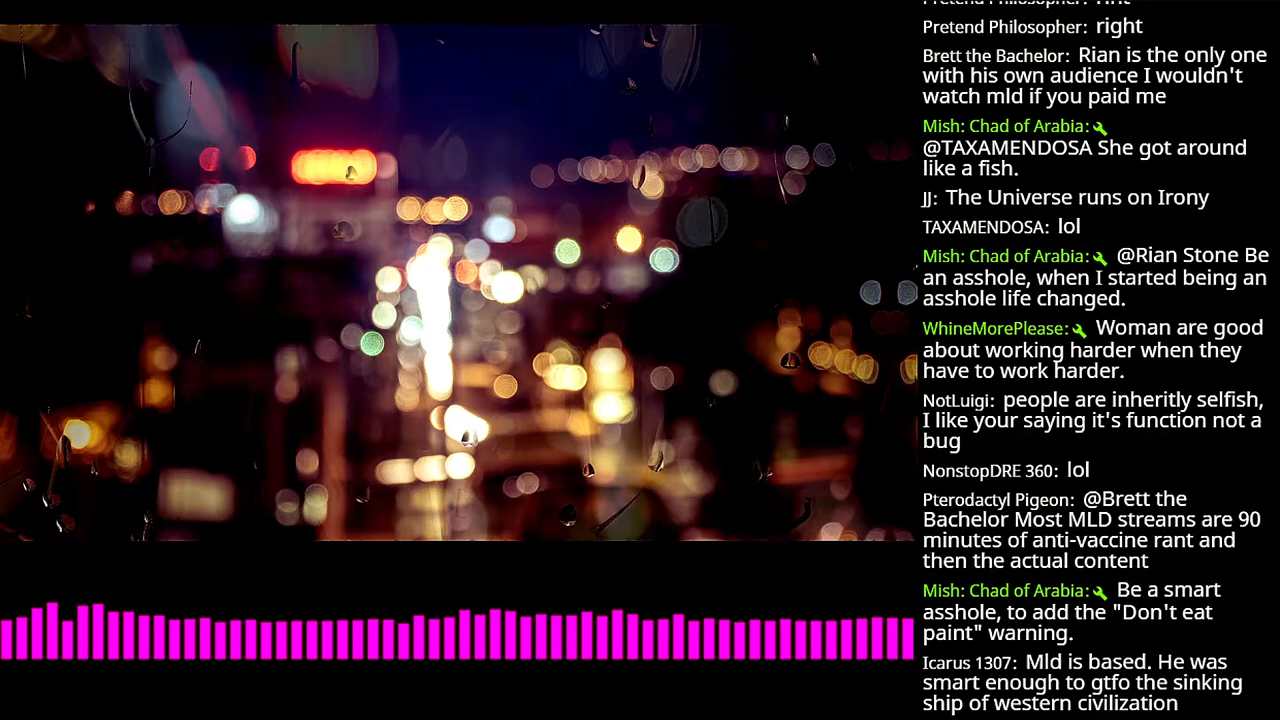 Pretend Philosopher: right
Brett the Bachelor: Rian is the only one
with his own audience I wouldn't
watch mld if you paid me
Mish: Chad of Arabia:
@TAXAMENDOSA She got around
like a fish.
JJ: The Universe runs on Irony
TAXAMENDOSA: lol
Mish: Chad of Arabia: @Rian Stone Be
an asshole, when I started being an
asshole life changed.
WhineMorePlease: Woman are good
about working harder when they
have to work harder.
NotLuigi: people are inheritly selfish,
I like your saying it's function not a
bug
NonstopDRE 360: lol
Pterodactyl Pigeon: @Brett the
Bachelor Most MLD streams are 90
minutes of anti-vaccine rant and
then the actual content
Mish: Chad of Arabia: Be a smart
asshole, to add the "Don't eat
paint" warning.
Icarus 1307: Mld is based. He was
smart enough to gtfo the sinking
ship of western civilization